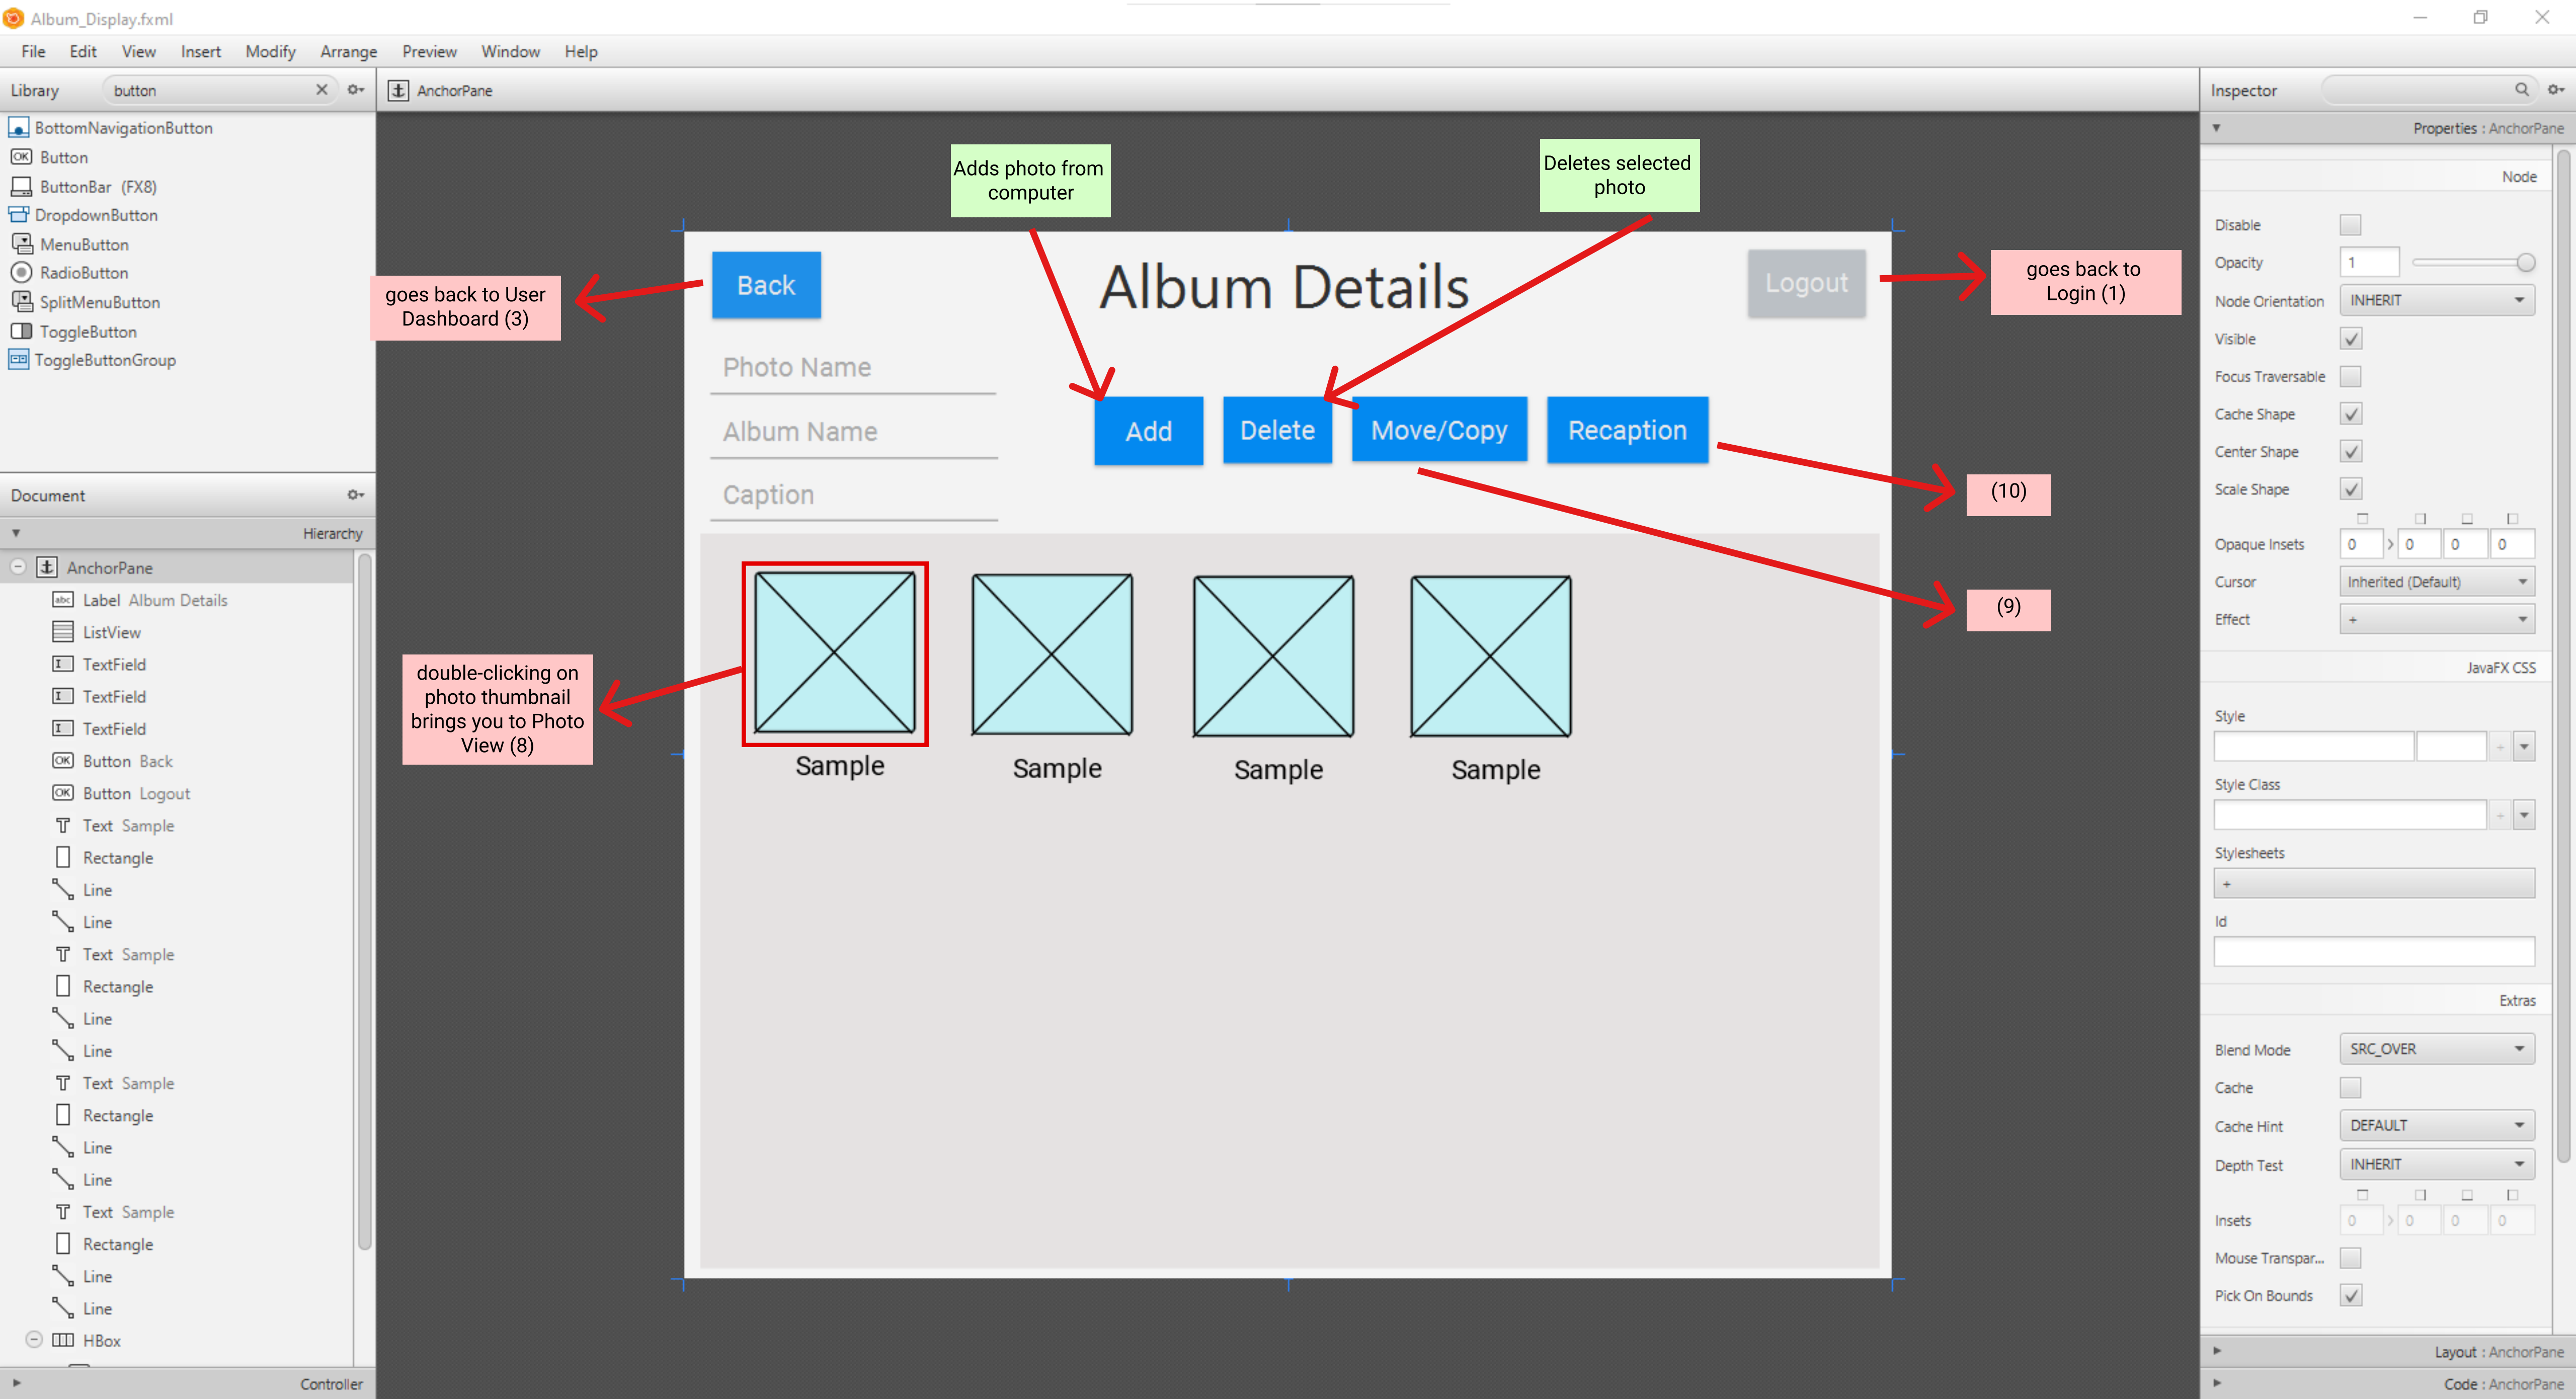 Album_Display.fxml
File Edit View Insert Modify Arrange Preview Window Help
Library button
BottomNavigationButton
Button
ButtonBar (FX8)
DropdownButton
MenuButton
RadioButton
SplitMenuButton
ToggleButton
ToggleButtonGroup
Document
Hierarchy
AnchorPane
Label Album Details
ListView
TextField
TextField
TextField
Button Back
Button Logout
Text Sample
Rectangle
Line
Line
Text Sample
Rectangle
Line
Line
Text Sample
Rectangle
Line
Line
Text Sample
Rectangle
Line
Line
HBox
Controller
AnchorPane
Adds photo from
computer
Deletes selected
photo
goes back to User
Dashboard (3)
Back
Album Details
Logout
goes back to
Login (1)
Photo Name
Album Name
Caption
Add Delete Move/Copy Recaption
(10)
(9)
double-clicking on
photo thumbnail
brings you to Photo
View (8)
Sample Sample Sample Sample
Inspector
Properties : AnchorPane
Node
Disable
Opacity 1
Node Orientation INHERIT
Visible
Focus Traversable
Cache Shape
Center Shape
Scale Shape
Opaque Insets 0 0 0 0
Cursor Inherited (Default)
Effect +
JavaFX CSS
Style
+
Style Class
+
Stylesheets
+
Id
Extras
Blend Mode SRC_OVER
Cache
Cache Hint DEFAULT
Depth Test INHERIT
Insets 0 0 0 0
Mouse Transpar...
Pick On Bounds
Layout : AnchorPane
Code : AnchorPane